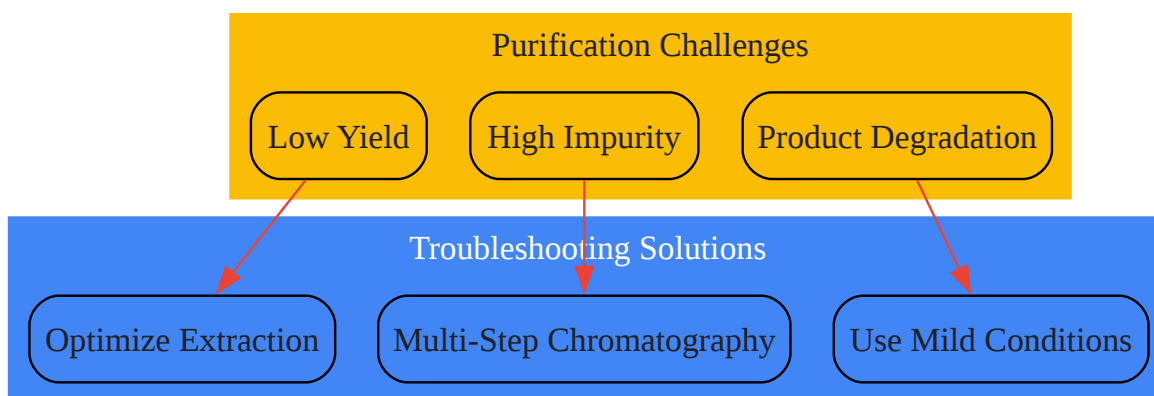 Purification Challenges
Low Yield
High Impurity
Product Degradation
Troubleshooting Solutions
Optimize Extraction
Multi-Step Chromatography
Use Mild Conditions